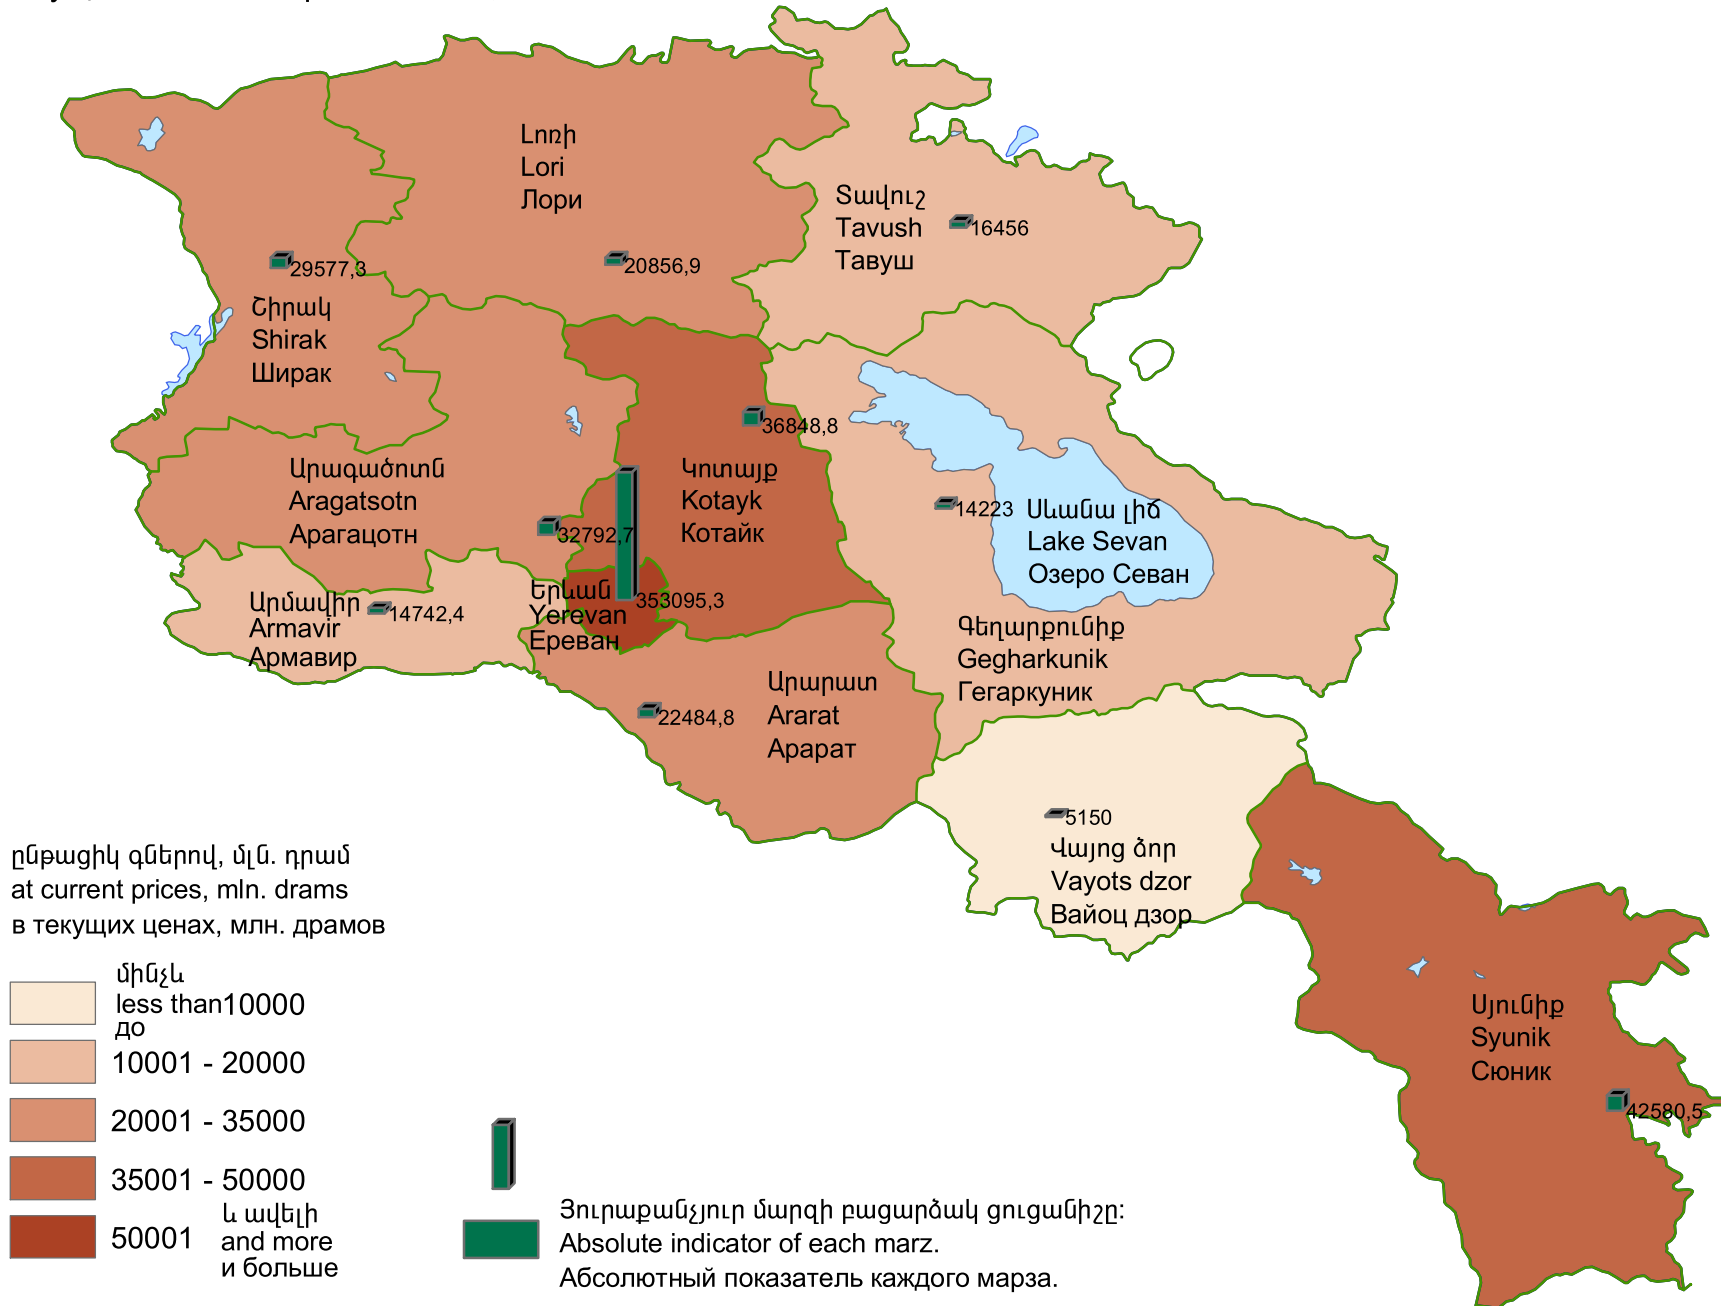 Լոռի
Lori
Лори
Տավուշ
Tavush
Тавуш
16456
29577,3
20856,9
Շիրակ
Shirak
Ширак
36848,8
Արագածոտն
Aragatsotn
Арагацотн
Կոտայք
Kotayk
Котайк
32792,7
14223
Սևանա լիճ
Lake Sevan
Озеро Севан
Երևան
Yerevan
Ереван
353095,3
Արմավիր
Armavir
Армавир
14742,4
Գեղարքունիք
Gegharkunik
Гегаркуник
Արարատ
Ararat
Арарат
22484,8
5150
Վայոց ձոր
Vayots dzor
Вайоц дзор
Սյունիք
Syunik
Сюник
42580,5
ընթացիկ գներով, մլն. դրամ
at current prices, mln. drams
в текущих ценах, млн. драмов
մինչև
less than 10000
до
10001 - 20000
20001 - 35000
35001 - 50000
և ավելի
50001 and more
и больше
Յուրաքանչյուր մարզի բացարձակ ցուցանիշը:
Absolute indicator of each marz.
Абсолютный показатель каждого марза.